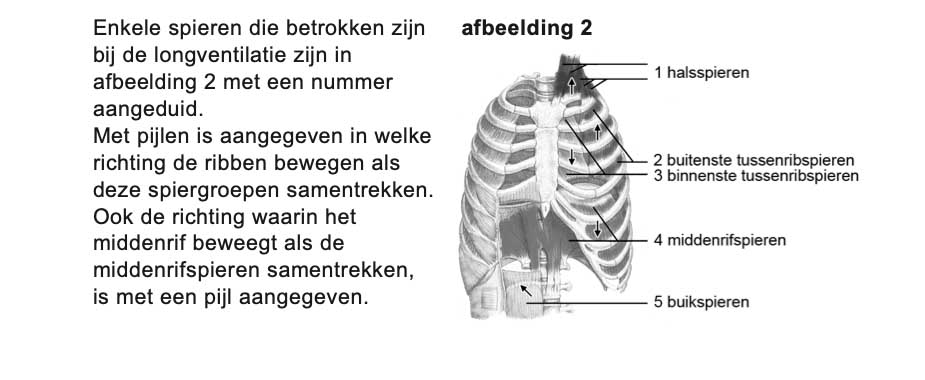 Enkele spieren die betrokken zijn
bij de longventilatie zijn in
afbeelding 2 met een nummer
aangeduid.
Met pijlen is aangegeven in welke
richting de ribben bewegen als
deze spiergroepen samentrekken.
Ook de richting waarin het
middenrif beweegt als de
middenrifspieren samentrekken,
is met een pijl aangegeven.
afbeelding 2
1 halsspieren
2 buitenste tussenribspieren
3 binnenste tussenribspieren
4 middenrifspieren
5 buikspieren